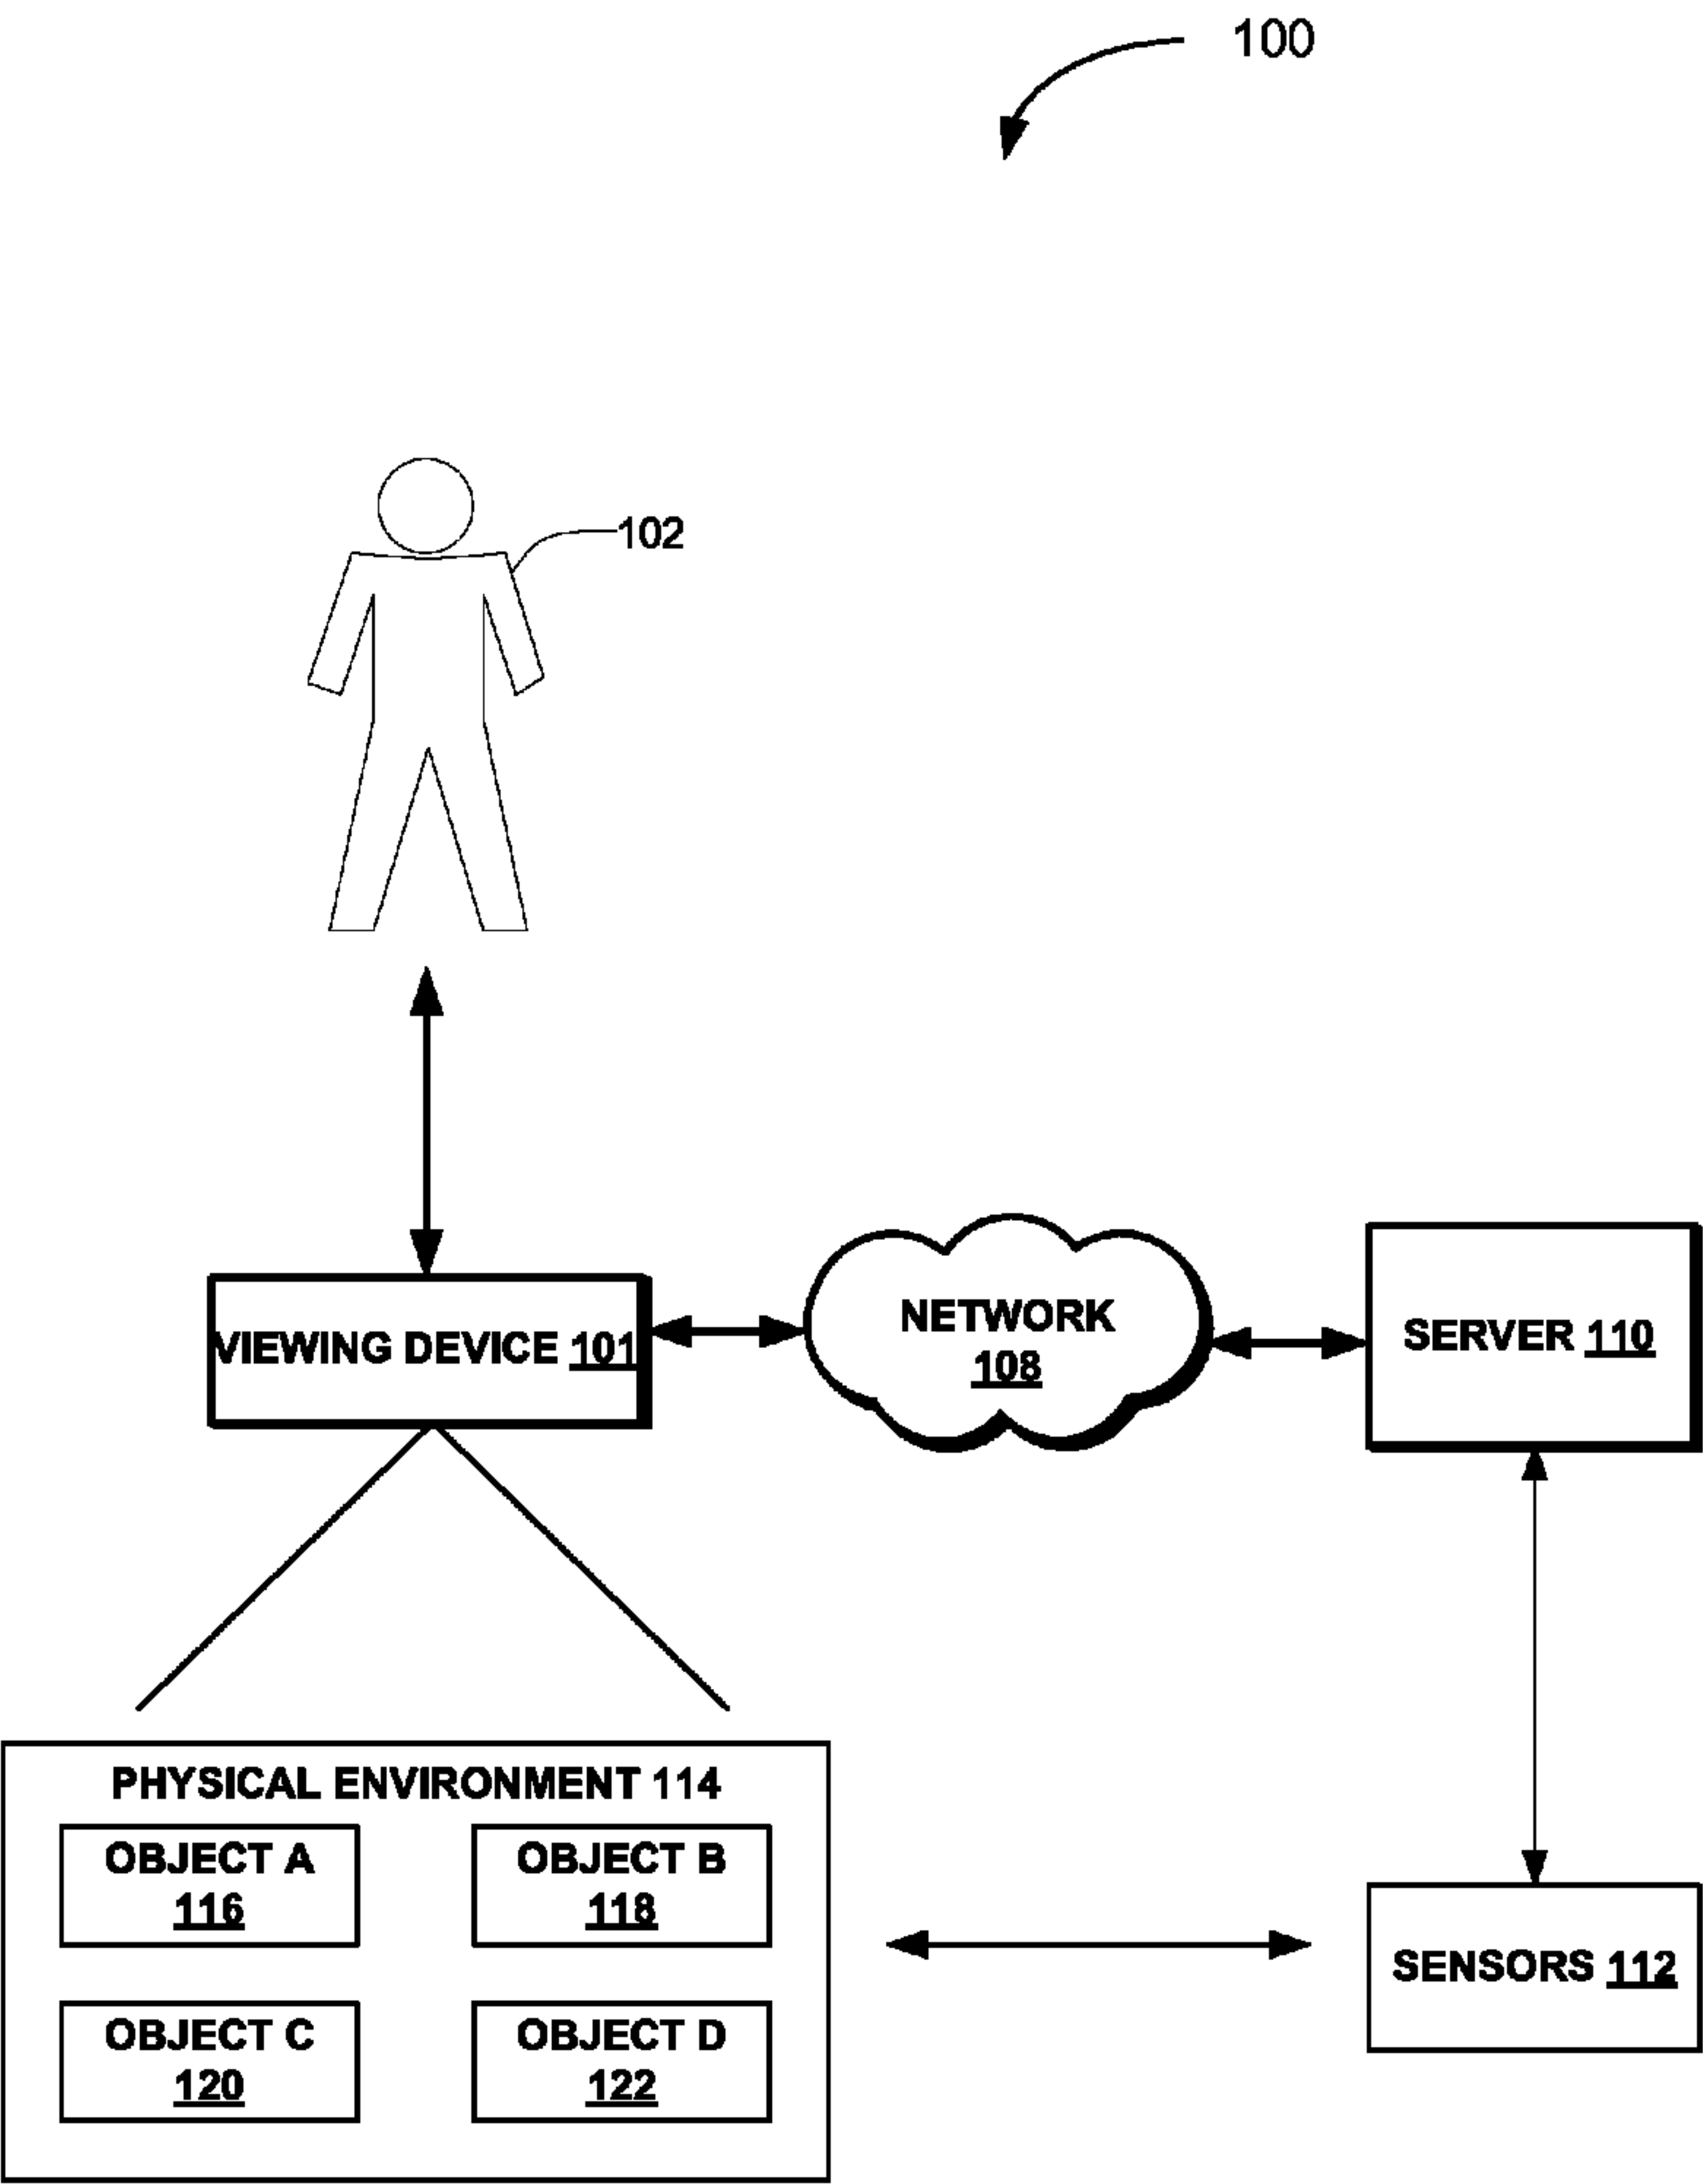 100
102
VIEWING DEVICE 101
NETWORK
108
SERVER 110
PHYSICAL ENVIRONMENT 114
OBJECT A
116
OBJECT B
118
OBJECT C
120
OBJECT D
122
SENSORS 112